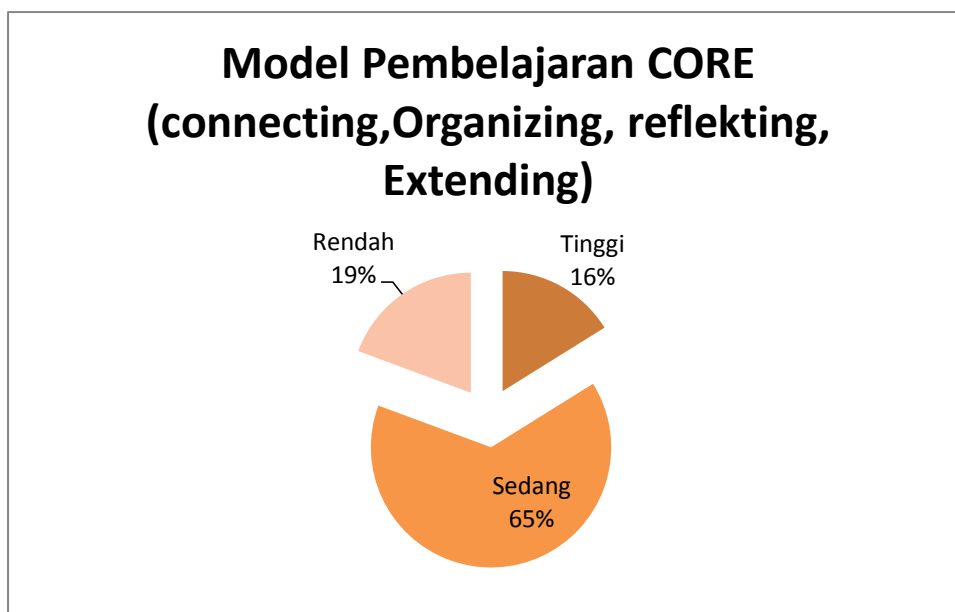 Model Pembelajaran CORE
(connecting,Organizing, reflekting,
Extending)
Rendah
19%
Tinggi
16%
Sedang
65%